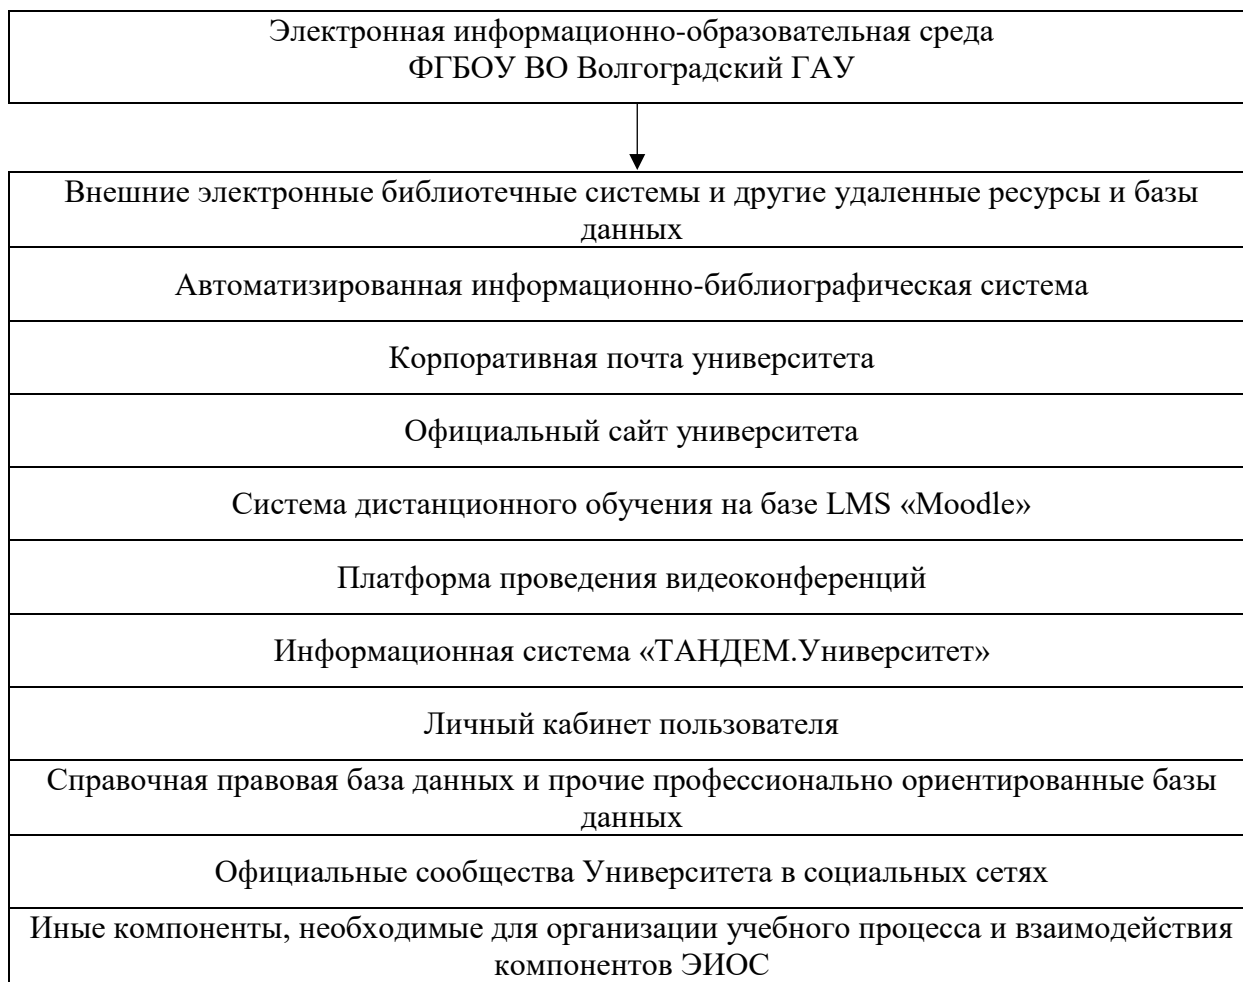 Электронная информационно-образовательная среда
ФГБОУ ВО Волгоградский ГАУ
Внешние электронные библиотечные системы и другие удаленные ресурсы и базы
данных
Автоматизированная информационно-библиографическая система
Корпоративная почта университета
Официальный сайт университета
Система дистанционного обучения на базе LMS «Moodle»
Платформа проведения видеоконференций
Информационная система «ТАНДЕМ.Университет»
Личный кабинет пользователя
Справочная правовая база данных и прочие профессионально ориентированные базы
данных
Официальные сообщества Университета в социальных сетях
Иные компоненты, необходимые для организации учебного процесса и взаимодействия
компонентов ЭИОС